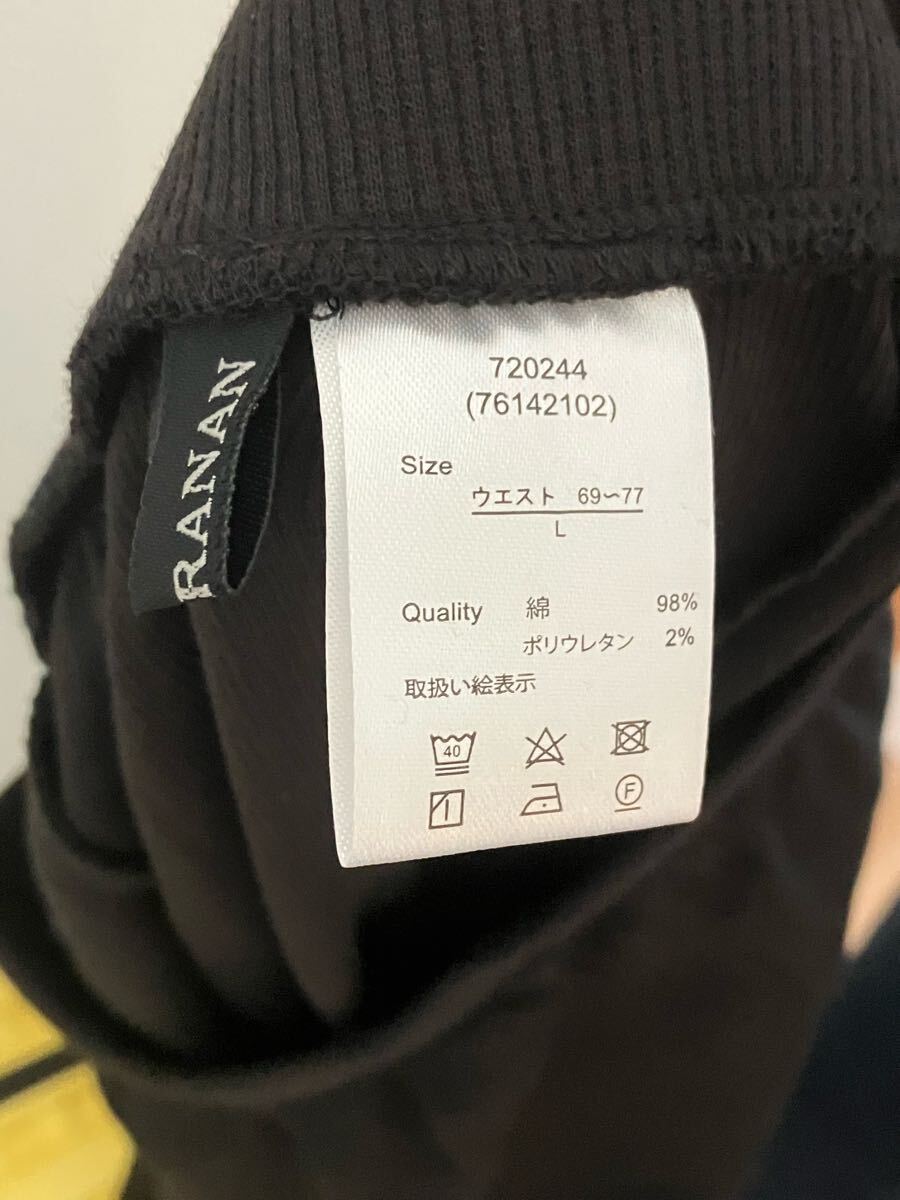 RANAN
720244
(76142102)
Size
ウエスト 69〜77
L
Quality 綿 98%
ポリウレタン 2%
取扱い絵表示
40
F